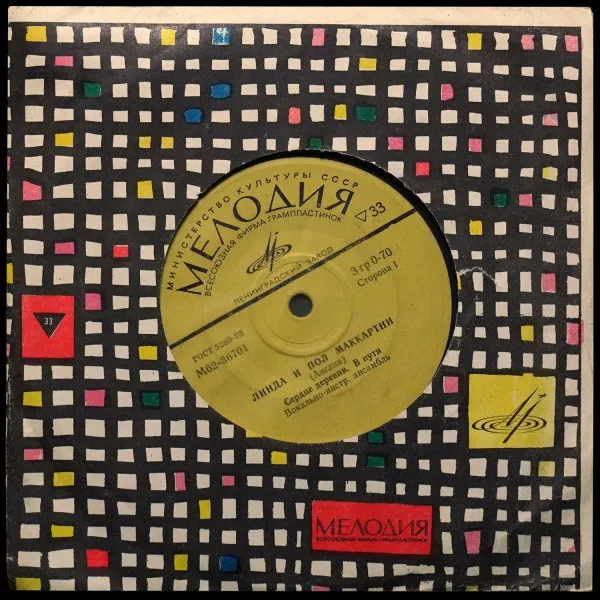 МИНИСТЕРСТВО КУЛЬТУРЫ СССР
МЕЛОДИЯ
ВСЕСОЮЗНАЯ ФИРМА ГРАМПЛАСТИНОК
33
ЛЕНИНГРАДСКИЙ ЗАВОД
3 гр.0-70
Сторона 1
ГОСТ 5289-73
М62-36701
ЛИНДА И ПОЛ МАККАРТНИ
(Англия)
Сердце деревни. В пути
Вокально-инстр. ансамбль
33
МЕЛОДИЯ
ВСЕСОЮЗНАЯ ФИРМА ГРАМПЛАСТИНОК